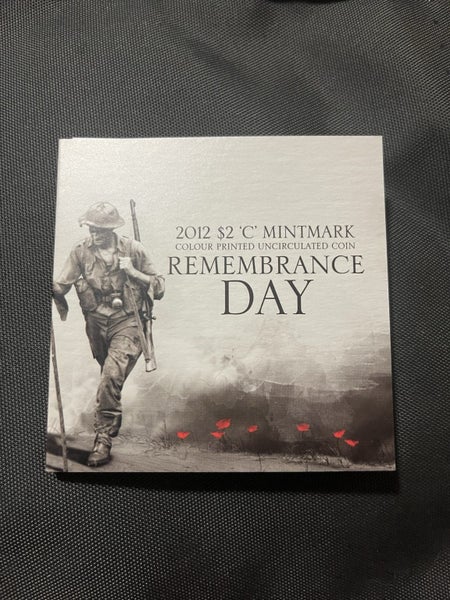 2012 $2 'C' MINTMARK
COLOUR PRINTED UNCIRCULATED COIN
REMEMBRANCE
DAY